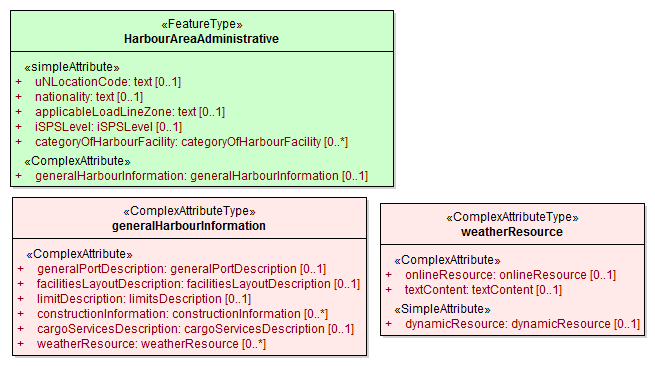 «FeatureType»
HarbourAreaAdministrative
«simpleAttribute»
+ uNLocationCode: text [0..1]
+ nationality: text [0..1]
+ applicableLoadLineZone: text [0..1]
+ iSPSLevel: iSPSLevel [0..1]
+ categoryOfHarbourFacility: categoryOfHarbourFacility [0..*]
«ComplexAttribute»
+ generalHarbourInformation: generalHarbourInformation [0..1]
«ComplexAttributeType»
generalHarbourInformation
«ComplexAttribute»
+ generalPortDescription: generalPortDescription [0..1]
+ facilitiesLayoutDescription: facilitiesLayoutDescription [0..1]
+ limitDescription: limitsDescription [0..1]
+ constructionInformation: constructionInformation [0..*]
+ cargoServicesDescription: cargoServicesDescription [0..1]
+ weatherResource: weatherResource [0..*]
«ComplexAttributeType»
weatherResource
«ComplexAttribute»
+ onlineResource: onlineResource [0..1]
+ textContent: textContent [0..1]
«SimpleAttribute»
+ dynamicResource: dynamicResource [0..1]